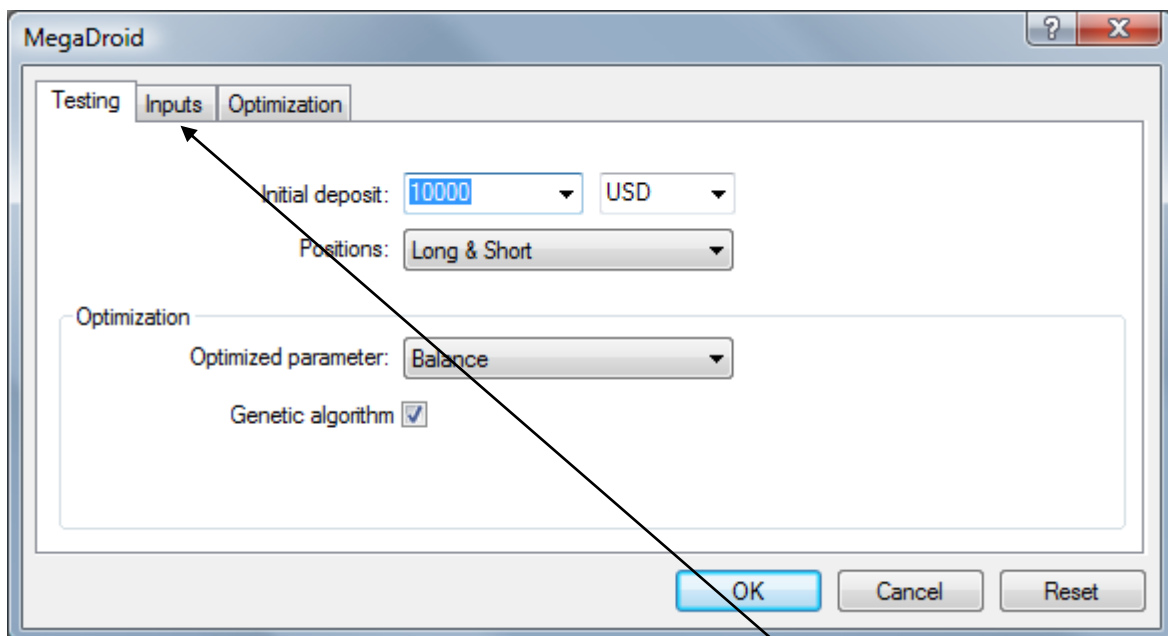 MegaDroid
Testing Inputs Optimization
Initial deposit: 10000 USD
Positions: Long & Short
Optimization
Optimized parameter: Balance
Genetic algorithm
OK Cancel Reset